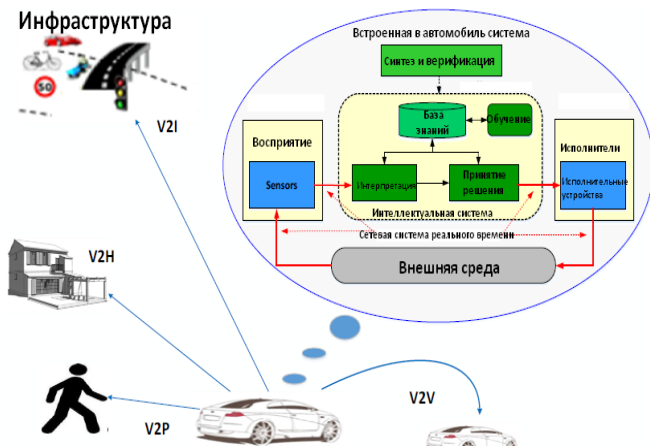 Инфраструктура
50
V2I
V2H
V2P
V2V
Встроенная в автомобиль система
Синтез и верификация
База
знаний
Обучение
Восприятие
Sensors
Интерпретация
Принятие
решения
Интеллектуальная система
Исполнители
Исполнительные
устройства
Сетевая система реального времени
Внешняя среда